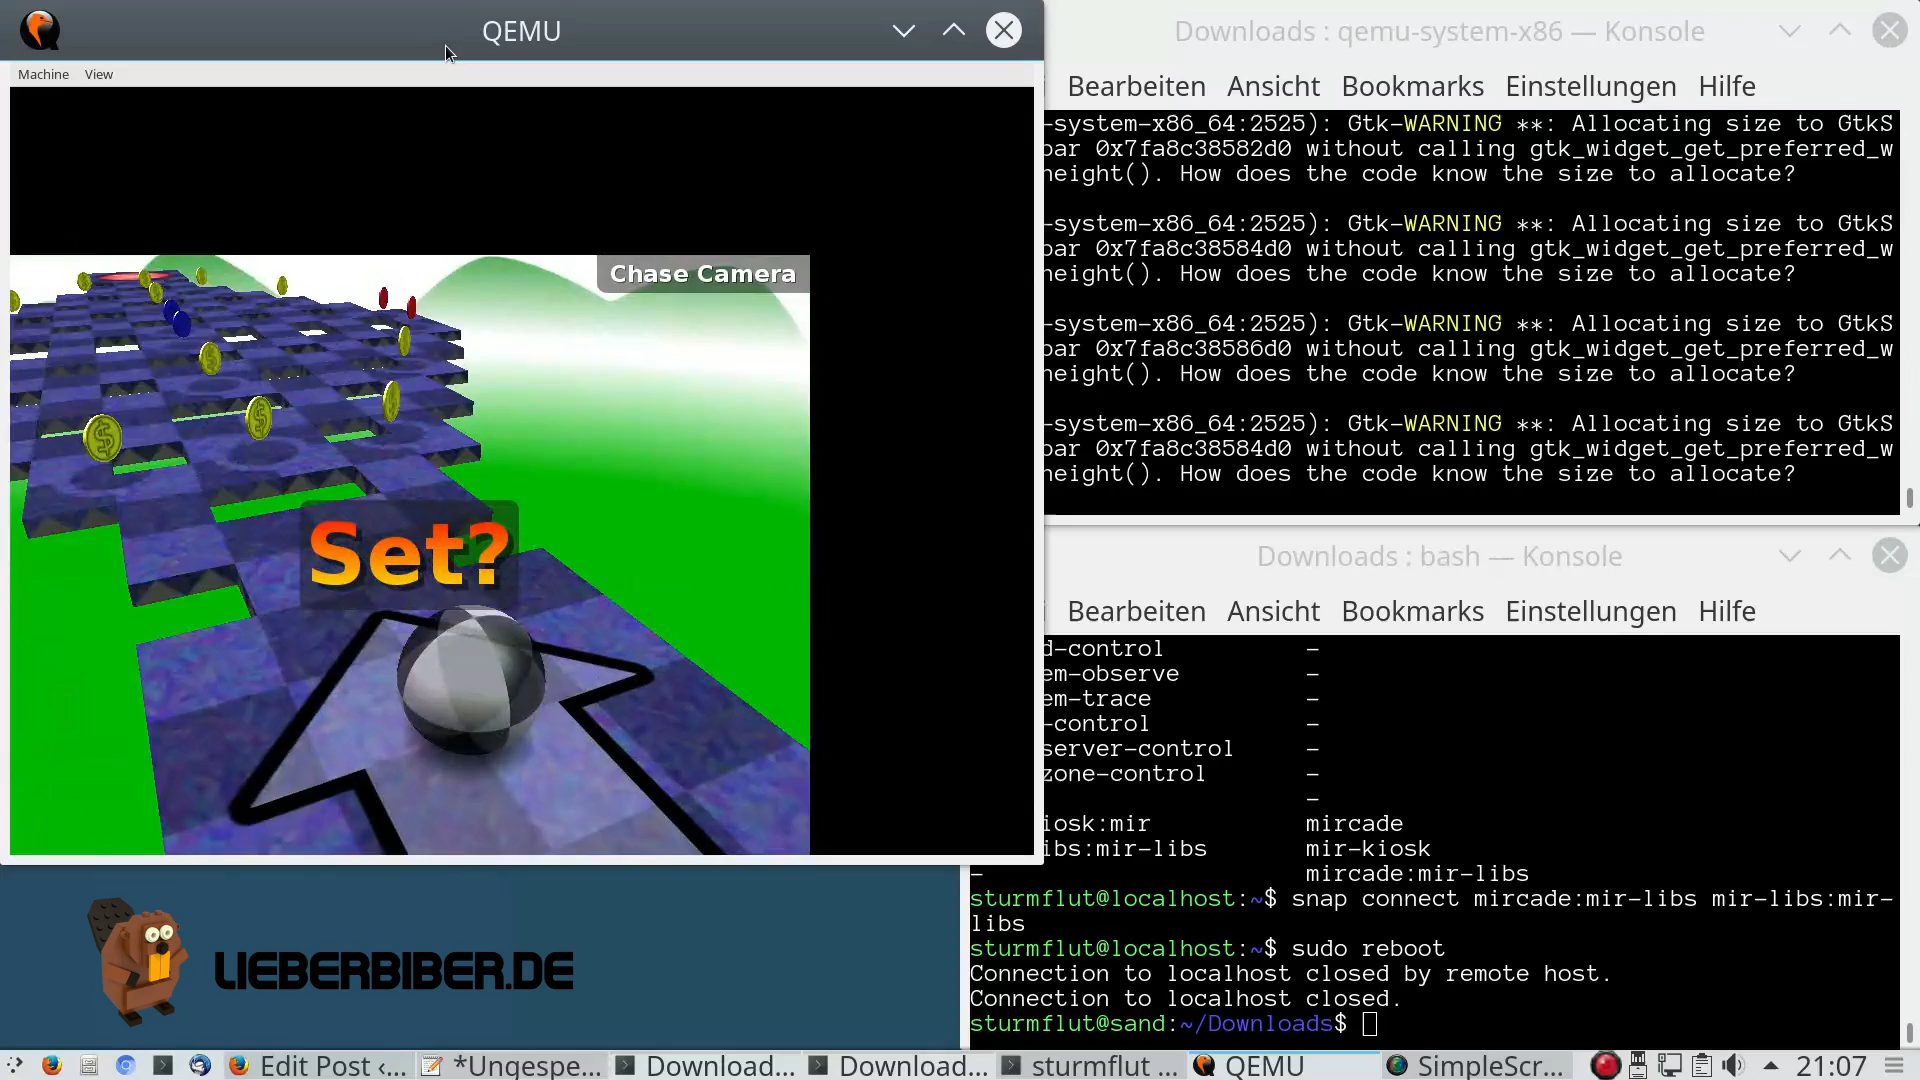 QEMU
Machine View
Chase Camera
Set?
Downloads : qemu-system-x86 — Konsole
Bearbeiten Ansicht Bookmarks Einstellungen Hilfe
-system-x86_64:2525): Gtk-WARNING **: Allocating size to GtkS
bar 0x7fa8c38582d0 without calling gtk_widget_get_preferred_w
height(). How does the code know the size to allocate?
-system-x86_64:2525): Gtk-WARNING **: Allocating size to GtkS
bar 0x7fa8c38584d0 without calling gtk_widget_get_preferred_w
height(). How does the code know the size to allocate?
-system-x86_64:2525): Gtk-WARNING **: Allocating size to GtkS
bar 0x7fa8c38586d0 without calling gtk_widget_get_preferred_w
height(). How does the code know the size to allocate?
-system-x86_64:2525): Gtk-WARNING **: Allocating size to GtkS
bar 0x7fa8c38584d0 without calling gtk_widget_get_preferred_w
height(). How does the code know the size to allocate?
Downloads : bash — Konsole
Bearbeiten Ansicht Bookmarks Einstellungen Hilfe
d-control –
em-observe –
em-trace –
-control –
server-control –
zone-control –
–
iosk:mir mircade
ibs:mir-libs mir-kiosk
– mircade:mir-libs
sturmflut@localhost:~$ snap connect mircade:mir-libs mir-libs:mir-
libs
sturmflut@localhost:~$ sudo reboot
Connection to localhost closed by remote host.
Connection to localhost closed.
sturmflut@sand:~/Downloads$
LIEBERBIBER.DE
Edit Post ‹... *Ungespe... Download... Download... sturmflut ... QEMU SimpleScr... 21:07